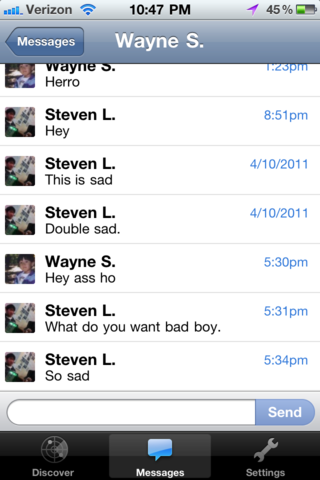 Verizon 10:47 PM 45%
Messages Wayne S.
Wayne S. 1:23pm
Herro
Steven L. 8:51pm
Hey
Steven L. 4/10/2011
This is sad
Steven L. 4/10/2011
Double sad.
Wayne S. 5:30pm
Hey ass ho
Steven L. 5:31pm
What do you want bad boy.
Steven L. 5:34pm
So sad
Send
Discover Messages Settings